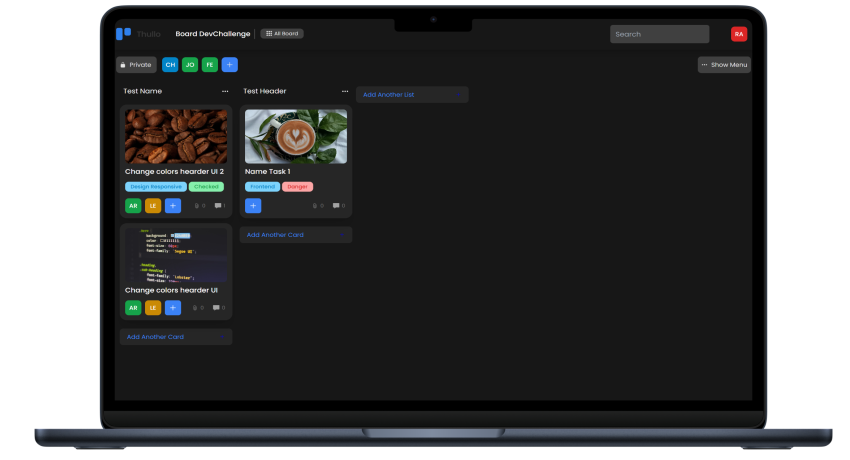 Thullo
Board DevChallenge
All Board
Search
RA
Private
CH
JO
FE
+
··· Show Menu
Test Name ···
Change colors hearder UI 2
Design Responsive
Checked
AR
LE
+
0
1
Change colors hearder UI
AR
LE
+
0
0
Add Another Card
Test Header ···
Name Task 1
Frontend
Danger
+
0
0
Add Another Card
Add Another List